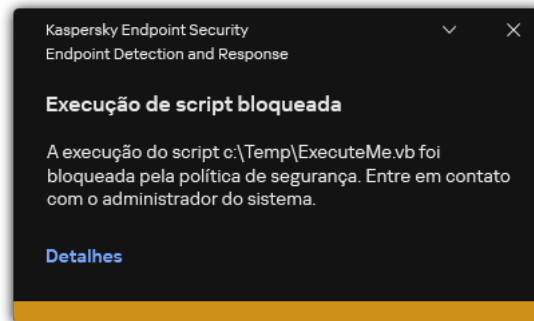 Kaspersky Endpoint Security
Endpoint Detection and Response
Execução de script bloqueada
A execução do script c:\Temp\ExecuteMe.vb foi
bloqueada pela política de segurança. Entre em contato
com o administrador do sistema.
Detalhes